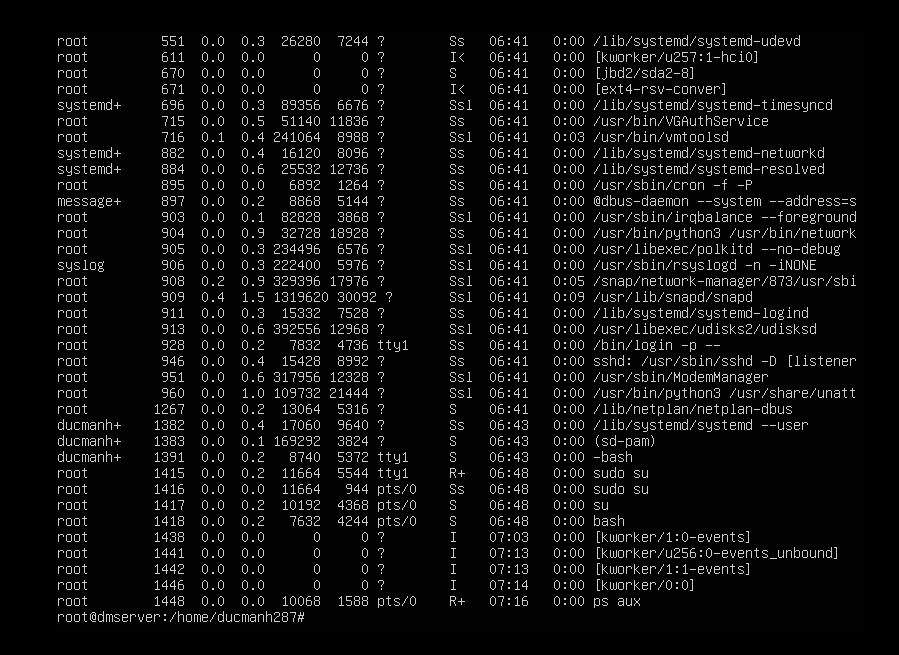 root         551  0.0  0.3  26280  7244 ?        Ss   06:41   0:00 /lib/systemd/systemd-udevd
root         611  0.0  0.0      0     0 ?        I<   06:41   0:00 [kworker/u257:1-hci0]
root         670  0.0  0.0      0     0 ?        S    06:41   0:00 [jbd2/sda2-8]
root         671  0.0  0.0      0     0 ?        I<   06:41   0:00 [ext4-rsv-conver]
systemd+     696  0.0  0.3  89356  6676 ?        Ssl  06:41   0:00 /lib/systemd/systemd-timesyncd
root         715  0.0  0.5  51140 11836 ?        Ss   06:41   0:00 /usr/bin/VGAuthService
root         716  0.1  0.4 241064  8988 ?        Ssl  06:41   0:03 /usr/bin/vmtoolsd
systemd+     882  0.0  0.4  16120  8096 ?        Ss   06:41   0:00 /lib/systemd/systemd-networkd
systemd+     884  0.0  0.6  25532 12736 ?        Ss   06:41   0:00 /lib/systemd/systemd-resolved
root         895  0.0  0.0   6892  1264 ?        Ss   06:41   0:00 /usr/sbin/cron -f -P
message+     897  0.0  0.2   8868  5144 ?        Ss   06:41   0:00 @dbus-daemon --system --address=s
root         903  0.0  0.1  82828  3868 ?        Ssl  06:41   0:00 /usr/sbin/irqbalance --foreground
root         904  0.0  0.9  32728 18928 ?        Ss   06:41   0:00 /usr/bin/python3 /usr/bin/network
root         905  0.0  0.3 234496  6576 ?        Ssl  06:41   0:00 /usr/libexec/polkitd --no-debug
syslog       906  0.0  0.3 222400  5976 ?        Ssl  06:41   0:00 /usr/sbin/rsyslogd -n -iNONE
root         908  0.2  0.9 329396 17976 ?        Ssl  06:41   0:05 /snap/network-manager/873/usr/sbi
root         909  0.4  1.5 1319620 30092 ?       Ssl  06:41   0:09 /usr/lib/snapd/snapd
root         911  0.0  0.3  15332  7528 ?        Ss   06:41   0:00 /lib/systemd/systemd-logind
root         913  0.0  0.6 392556 12968 ?        Ssl  06:41   0:00 /usr/libexec/udisks2/udisksd
root         928  0.0  0.2   7832  4736 tty1     Ss   06:41   0:00 /bin/login -p --
root         946  0.0  0.4  15428  8992 ?        Ss   06:41   0:00 sshd: /usr/sbin/sshd -D [listener
root         951  0.0  0.6 317956 12328 ?        Ssl  06:41   0:00 /usr/sbin/ModemManager
root         960  0.0  1.0 109732 21444 ?        Ssl  06:41   0:00 /usr/bin/python3 /usr/share/unatt
root        1267  0.0  0.2  13064  5316 ?        S    06:41   0:00 /lib/netplan/netplan-dbus
ducmanh+    1382  0.0  0.4  17060  9640 ?        Ss   06:43   0:00 /lib/systemd/systemd --user
ducmanh+    1383  0.0  0.1 169292  3824 ?        S    06:43   0:00 (sd-pam)
ducmanh+    1391  0.0  0.2   8740  5372 tty1     S    06:43   0:00 -bash
root        1415  0.0  0.2  11664  5544 tty1     R+   06:48   0:00 sudo su
root        1416  0.0  0.0  11664   944 pts/0    Ss   06:48   0:00 sudo su
root        1417  0.0  0.2  10192  4368 pts/0    S    06:48   0:00 su
root        1418  0.0  0.2   7632  4244 pts/0    S    06:48   0:00 bash
root        1438  0.0  0.0      0     0 ?        I    07:03   0:00 [kworker/1:0-events]
root        1441  0.0  0.0      0     0 ?        I    07:13   0:00 [kworker/u256:0-events_unbound]
root        1442  0.0  0.0      0     0 ?        I    07:13   0:00 [kworker/1:1-events]
root        1446  0.0  0.0      0     0 ?        I    07:14   0:00 [kworker/0:0]
root        1448  0.0  0.0  10068  1588 pts/0    R+   07:16   0:00 ps aux
root@dmserver:/home/ducmanh287#